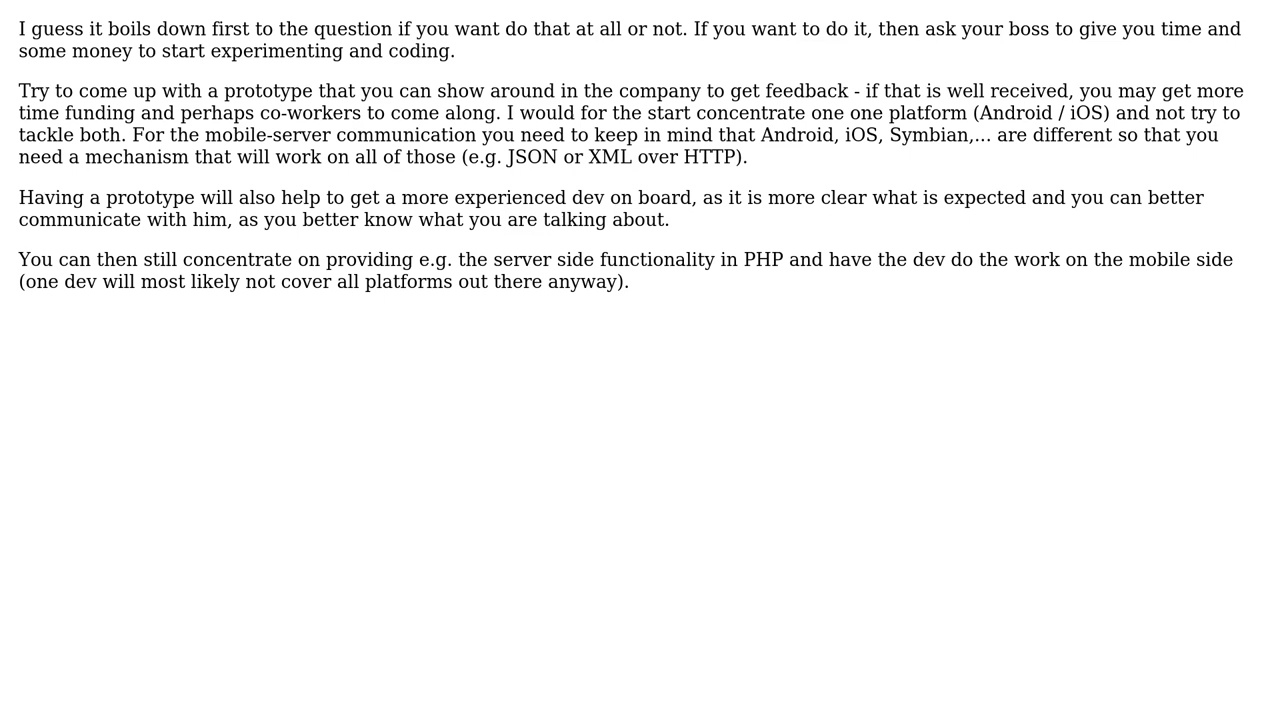 I guess it boils down first to the question if you want do that at all or not. If you want to do it, then ask your boss to give you time and
some money to start experimenting and coding.
Try to come up with a prototype that you can show around in the company to get feedback - if that is well received, you may get more
time funding and perhaps co-workers to come along. I would for the start concentrate one one platform (Android / iOS) and not try to
tackle both. For the mobile-server communication you need to keep in mind that Android, iOS, Symbian,... are different so that you
need a mechanism that will work on all of those (e.g. JSON or XML over HTTP).
Having a prototype will also help to get a more experienced dev on board, as it is more clear what is expected and you can better
communicate with him, as you better know what you are talking about.
You can then still concentrate on providing e.g. the server side functionality in PHP and have the dev do the work on the mobile side
(one dev will most likely not cover all platforms out there anyway).